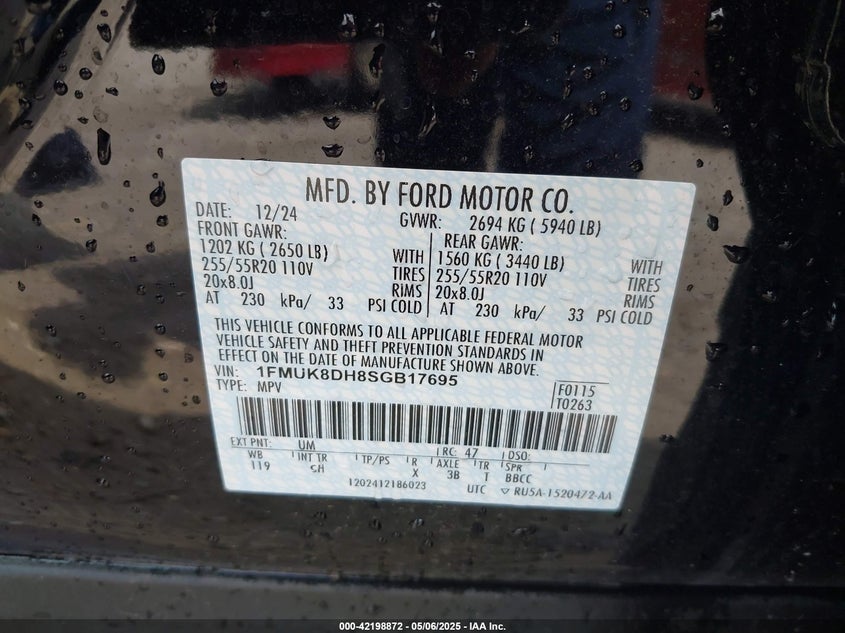 MFD. BY FORD MOTOR CO.
DATE: 12/24 GVWR: 2694 KG ( 5940 LB)
FRONT GAWR: REAR GAWR:
1202 KG ( 2650 LB) WITH 1560 KG ( 3440 LB) WITH
255/55R20 110V TIRES 255/55R20 110V TIRES
20x8.0J RIMS 20x8.0J RIMS
AT 230 kPa/ 33 PSI COLD AT 230 kPa/ 33 PSI COLD
THIS VEHICLE CONFORMS TO ALL APPLICABLE FEDERAL MOTOR
VEHICLE SAFETY AND THEFT PREVENTION STANDARDS IN
EFFECT ON THE DATE OF MANUFACTURE SHOWN ABOVE.
VIN: 1FMUK8DH8SGB17695
TYPE: MPV
F0115
T0263
EXT PNT: UM RC: 47 DSO:
WB INT TR TP/PS R AXLE TR SPR
119 SH X 3B T BBCC
1202412186023 UTC ▽ RU5A-1520472-AA
000-42198872 - 05/06/2025 - IAA Inc.